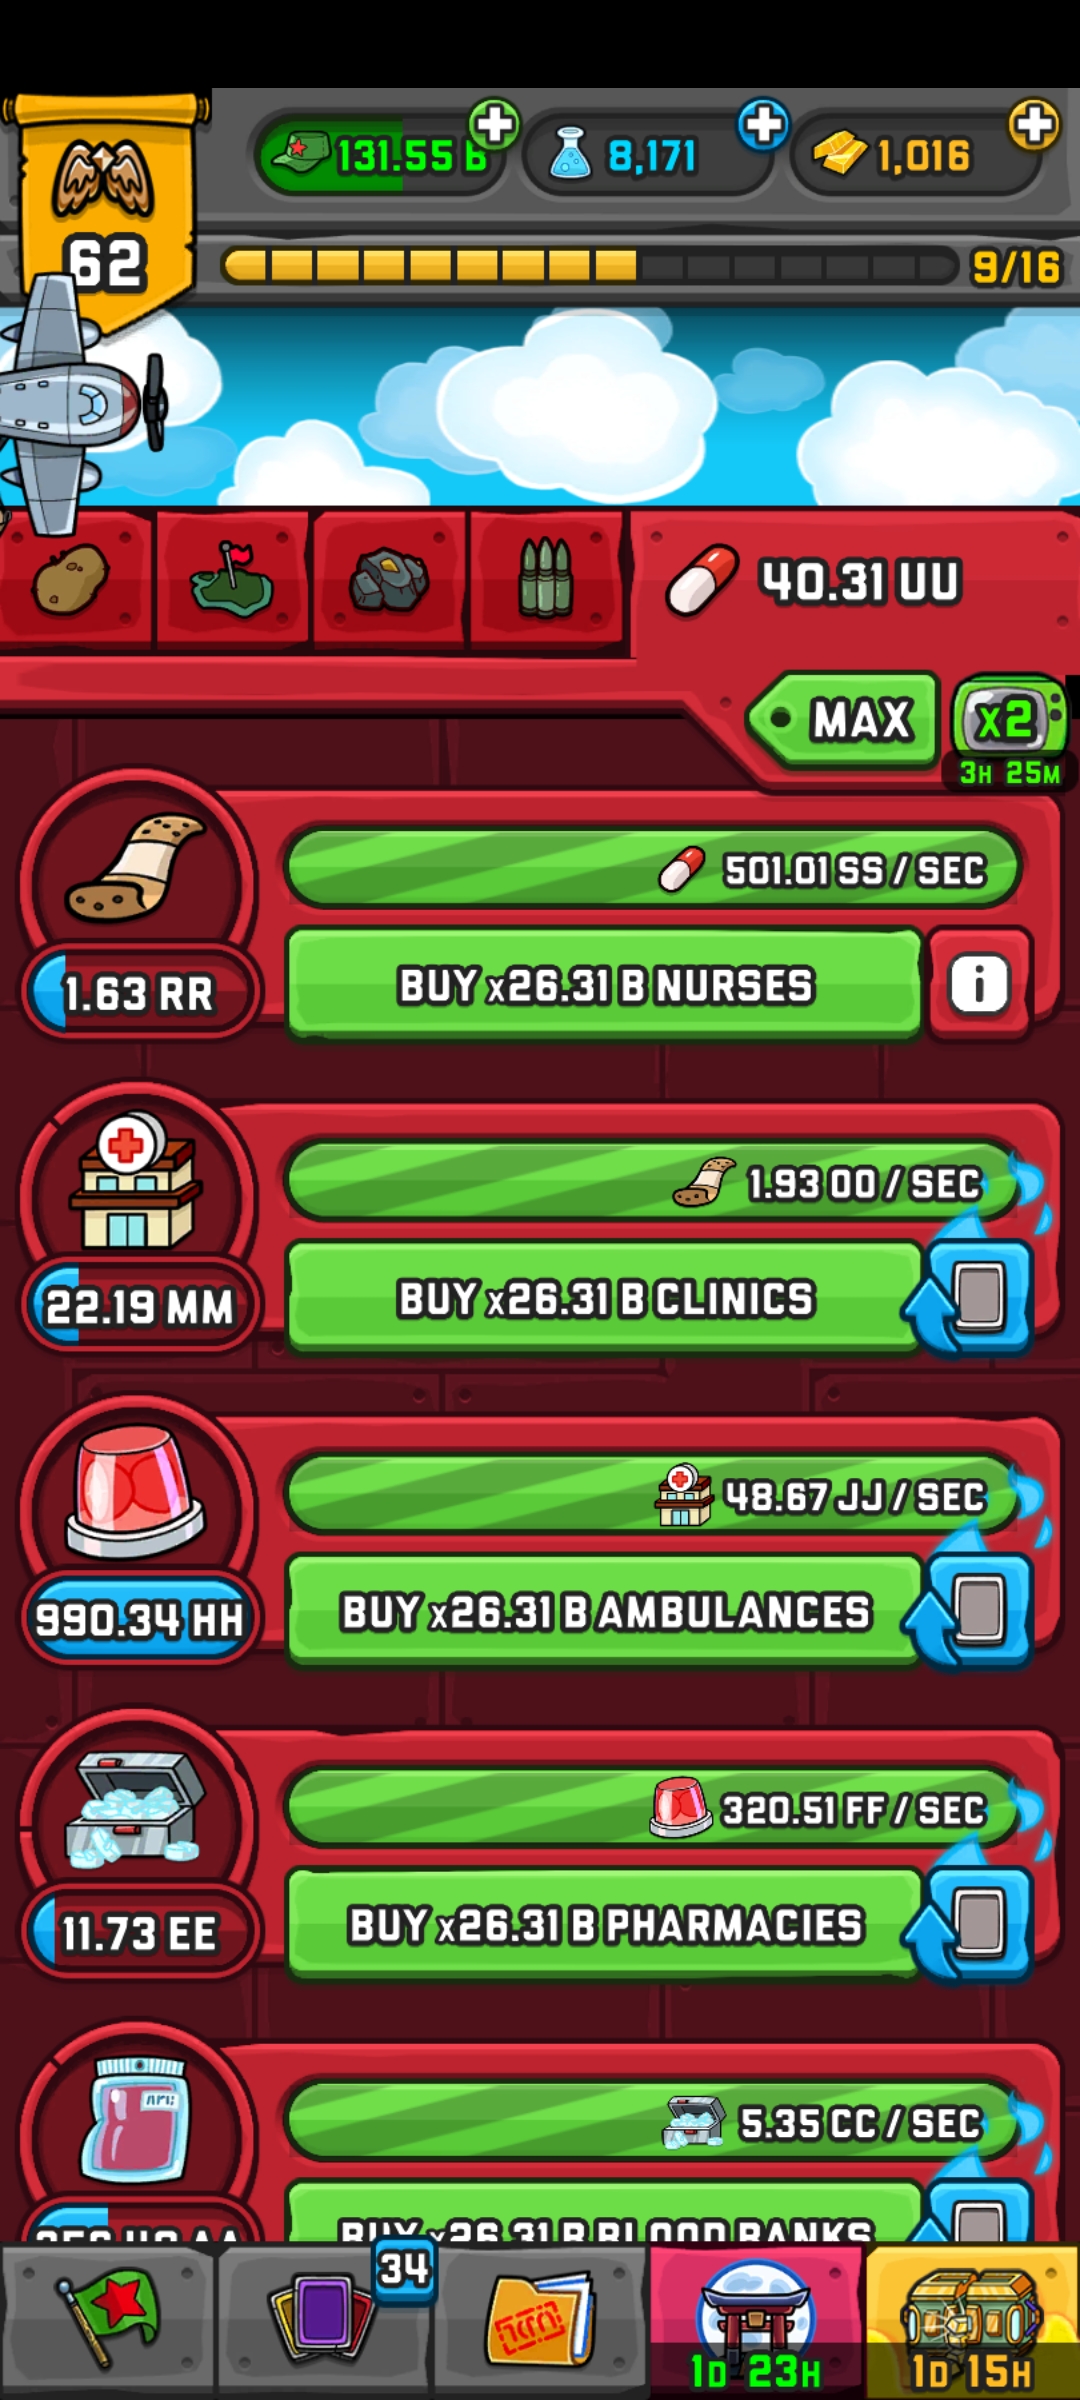 131.55 B
8,171
1,016
62
9/16
40.31 UU
MAX
x2
3H 25M
501.01 SS / SEC
1.63 RR
BUY x26.31 B NURSES
i
1.93 OO / SEC
22.19 MM
BUY x26.31 B CLINICS
48.67 JJ / SEC
990.34 HH
BUY x26.31 B AMBULANCES
320.51 FF / SEC
11.73 EE
BUY x26.31 B PHARMACIES
5.35 CC / SEC
BUY x26.31 B BLOOD BANKS
34
1D 23H
1D 15H